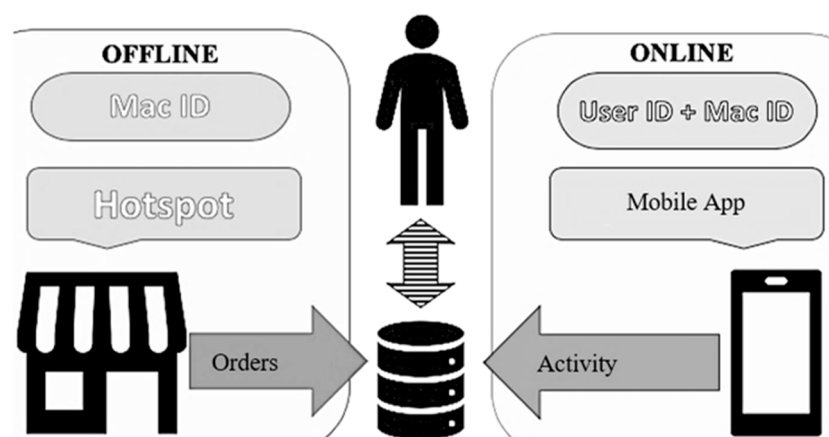 OFFLINE
Mac ID
Hotspot
Orders
ONLINE
User ID + Mac ID
Mobile App
Activity